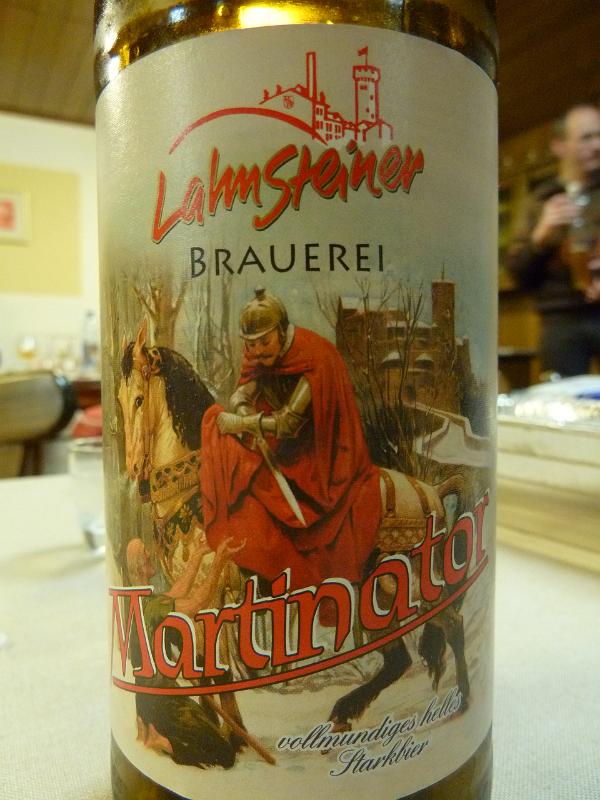 Lahnsteiner
BRAUEREI
Martinator
vollmundiges helles
Starkbier